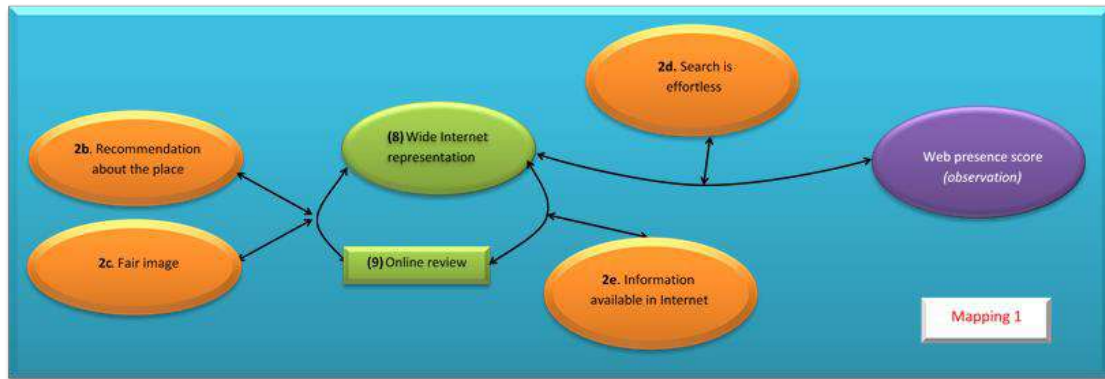 2d. Search is
effortless
(8) Wide Internet
representation
2b. Recommendation
about the place
Web presence score
(observation)
2c. Fair image
(9) Online review
2e. Information
available in Internet
Mapping 1